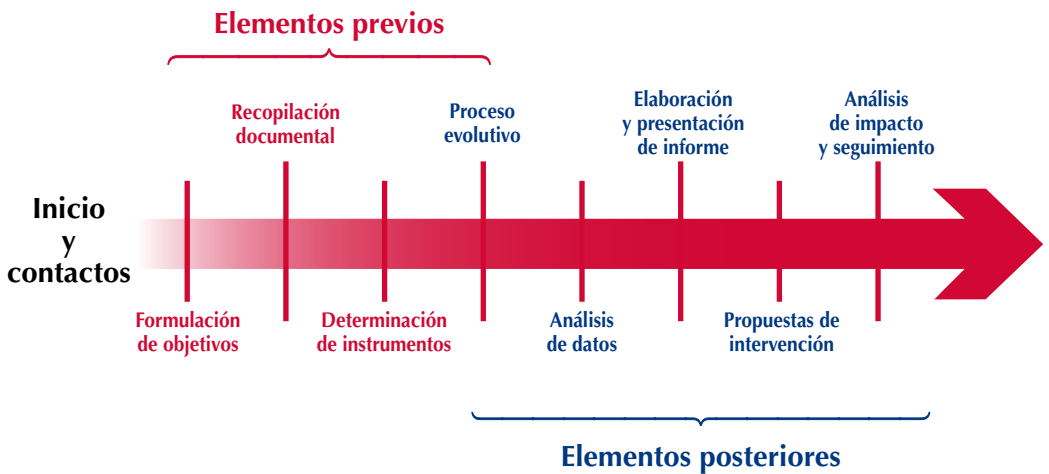 Elementos previos
Recopilación
documental
Proceso
evolutivo
Elaboración
y presentación
de informe
Análisis
de impacto
y seguimiento
Inicio
y
contactos
Formulación
de objetivos
Determinación
de instrumentos
Análisis
de datos
Propuestas de
intervención
Elementos posteriores